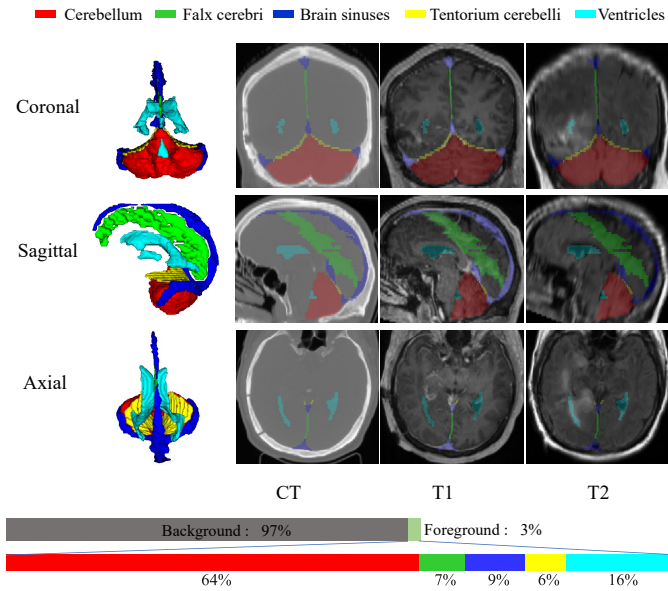 Cerebellum Falx cerebri Brain sinuses Tentorium cerebelli Ventricles
Coronal
Sagittal
Axial
CT T1 T2
Background : 97% Foreground : 3%
64% 7% 9% 6% 16%